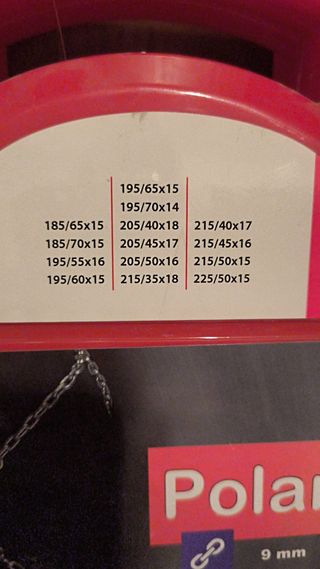 195/65x15
195/70x14
185/65x15 205/40x18 215/40x17
185/70x15 205/45x17 215/45x16
195/55x16 205/50x16 215/50x15
195/60x15 215/35x18 225/50x15
Polar
9 mm